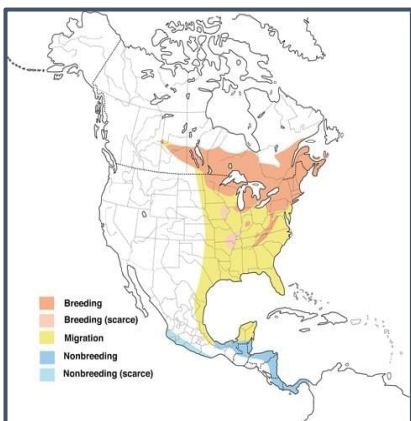 Breeding
Breeding (scarce)
Migration
Nonbreeding
Nonbreeding (scarce)